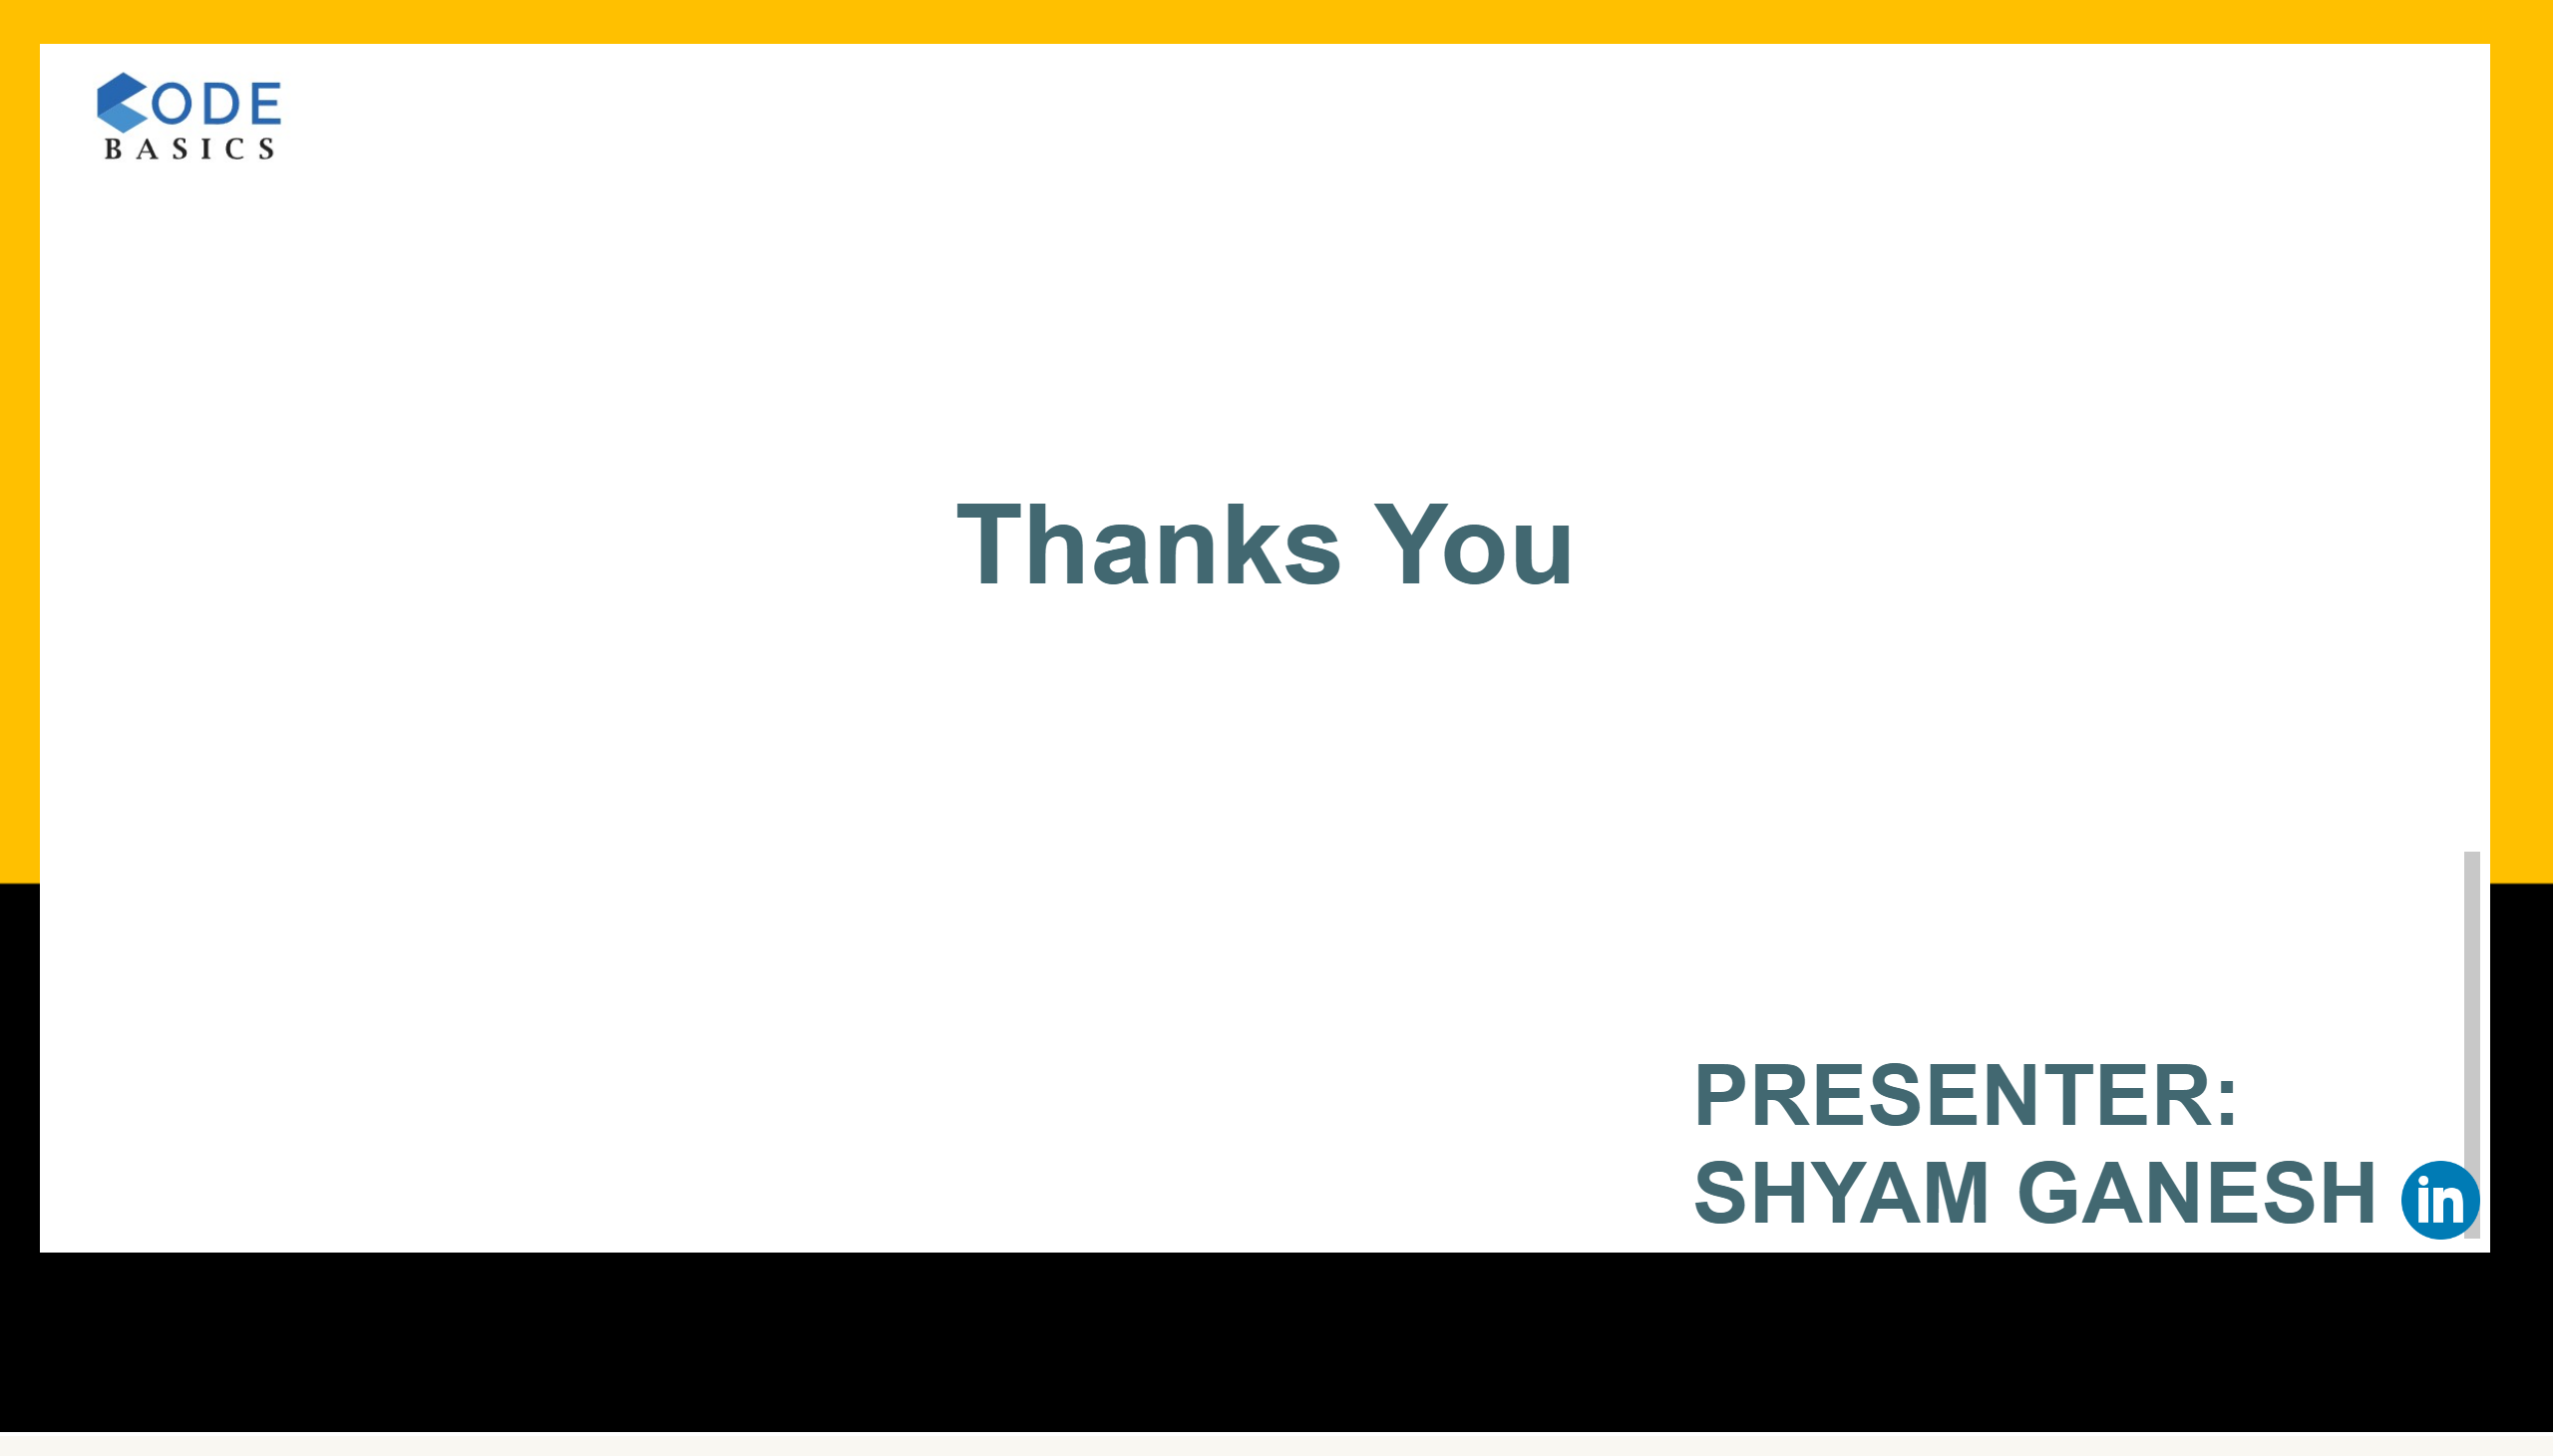 CODE
BASICS
Thanks You
PRESENTER:
SHYAM GANESH
in